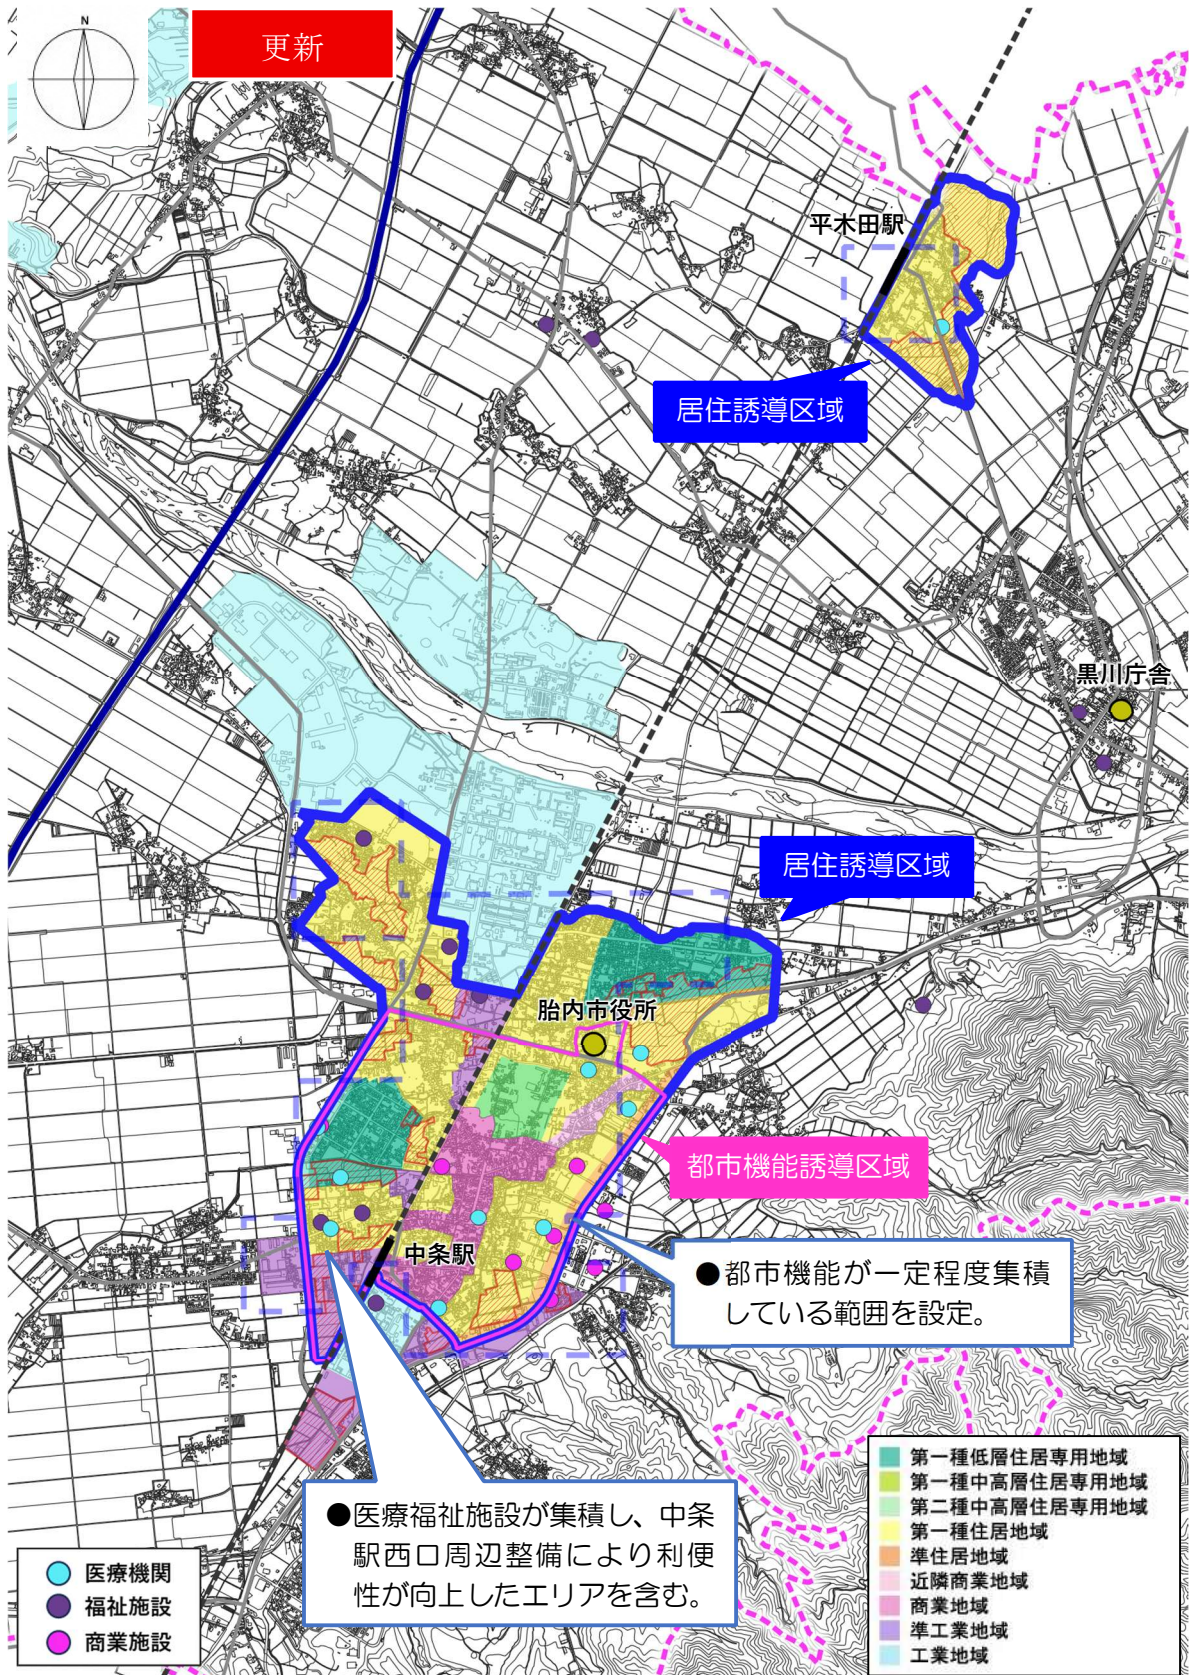 N
更新
平木田駅
居住誘導区域
黒川庁舎
居住誘導区域
胎内市役所
都市機能誘導区域
中条駅
●都市機能が一定程度集積
している範囲を設定。
●医療福祉施設が集積し、中条
駅西口周辺整備により利便
性が向上したエリアを含む。
医療機関
福祉施設
商業施設
第一種低層住居専用地域
第一種中高層住居専用地域
第二種中高層住居専用地域
第一種住居地域
準住居地域
近隣商業地域
商業地域
準工業地域
工業地域